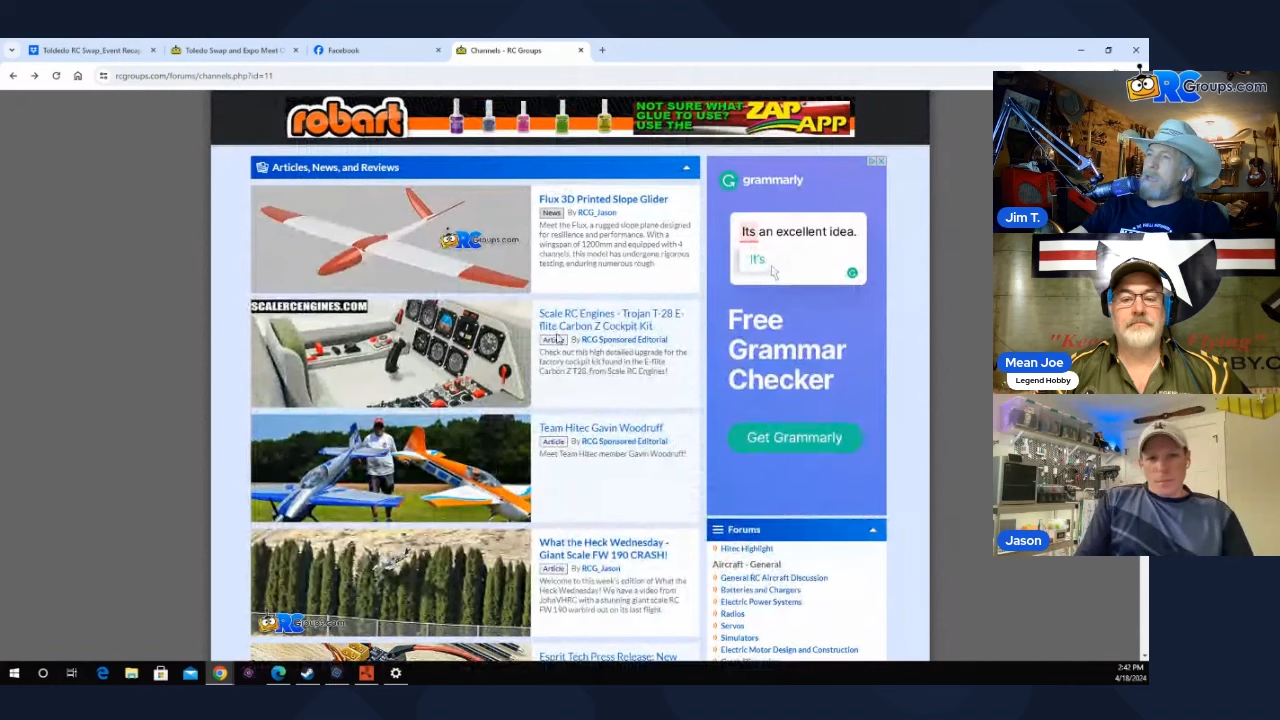 Toldedo RC Swap_Event Recap
Toledo Swap and Expo Meet
Facebook
Channels - RC Groups
rcgroups.com/forums/channels.php?id=11
robart
NOT SURE WHAT
GLUE TO USE?
USE THE
ZAP
APP
RCGroups.com
Articles, News, and Reviews
Flux 3D Printed Slope Glider
News By RCG_Jason
Meet the Flux, a rugged slope plane designed
for resilience and performance. With a
wingspan of 1200mm and equipped with 4
channels, this model has undergone rigorous
testing, enduring numerous rough
RCGroups.com
SCALERCENGINES.COM
Scale RC Engines - Trojan T-28 E-
flite Carbon Z Cockpit Kit
Article By RCG Sponsored Editorial
Check out this high detailed upgrade for the
factory cockpit kit found in the E-flite
Carbon Z T28, from Scale RC Engines!
Team Hitec Gavin Woodruff
Article By RCG Sponsored Editorial
Meet Team Hitec member Gavin Woodruff!
What the Heck Wednesday -
Giant Scale FW 190 CRASH!
Article By RCG_Jason
Welcome to this week's edition of What the
Heck Wednesday! We have a video from
JohnVHRC with a stunning giant scale RC
FW 190 warbird out on its last flight.
RCGroups.com
Esprit Tech Press Release: New
grammarly
Its an excellent idea.
It's
Free
Grammar
Checker
Get Grammarly
Forums
Hitec Highlight
Aircraft - General
General RC Aircraft Discussion
Batteries and Chargers
Electric Power Systems
Radios
Servos
Simulators
Electric Motor Design and Construction
Jim T.
"Keep
Flying"
HOBBY.C
Mean Joe
Legend Hobby
Jason
2:42 PM
4/18/2024